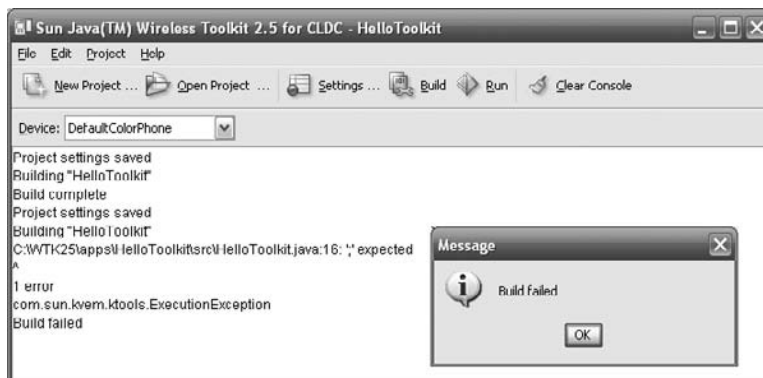 Sun Java(TM) Wireless Toolkit 2.5 for CLDC - HelloToolkit
File Edit Project Help
New Project ... Open Project ... Settings ... Build Run Clear Console
Device: DefaultColorPhone
Project settings saved
Building "HelloToolkit"
Build complete
Project settings saved
Building "HelloToolkit"
C:\WTK25\apps\HelloToolkit\src\HelloToolkit.java:16: ';' expected
^
1 error
com.sun.kvem.ktools.ExecutionException
Build failed
Message
Build failed
OK